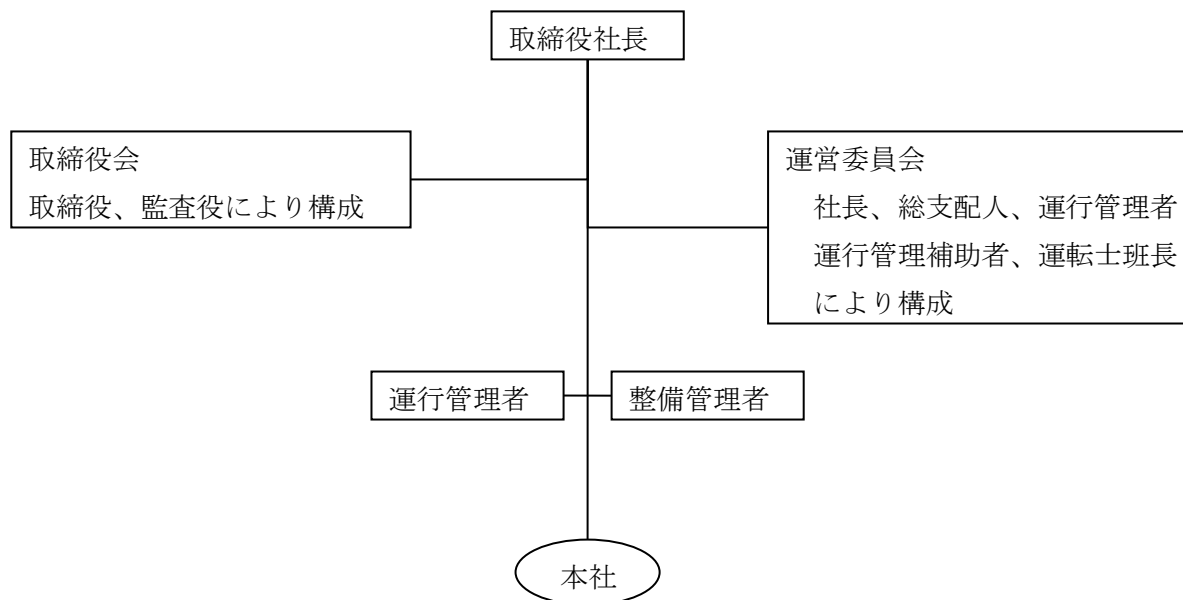 取締役社長
取締役会
取締役、監査役により構成
運営委員会
社長、総支配人、運行管理者
運行管理補助者、運転士班長
により構成
運行管理者
整備管理者
本社